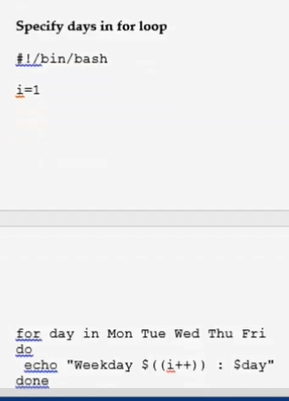 Specify days in for loop
#!/bin/bash
i=1
for day in Mon Tue Wed Thu Fri
do
 echo "Weekday $((i++)) : $day"
done